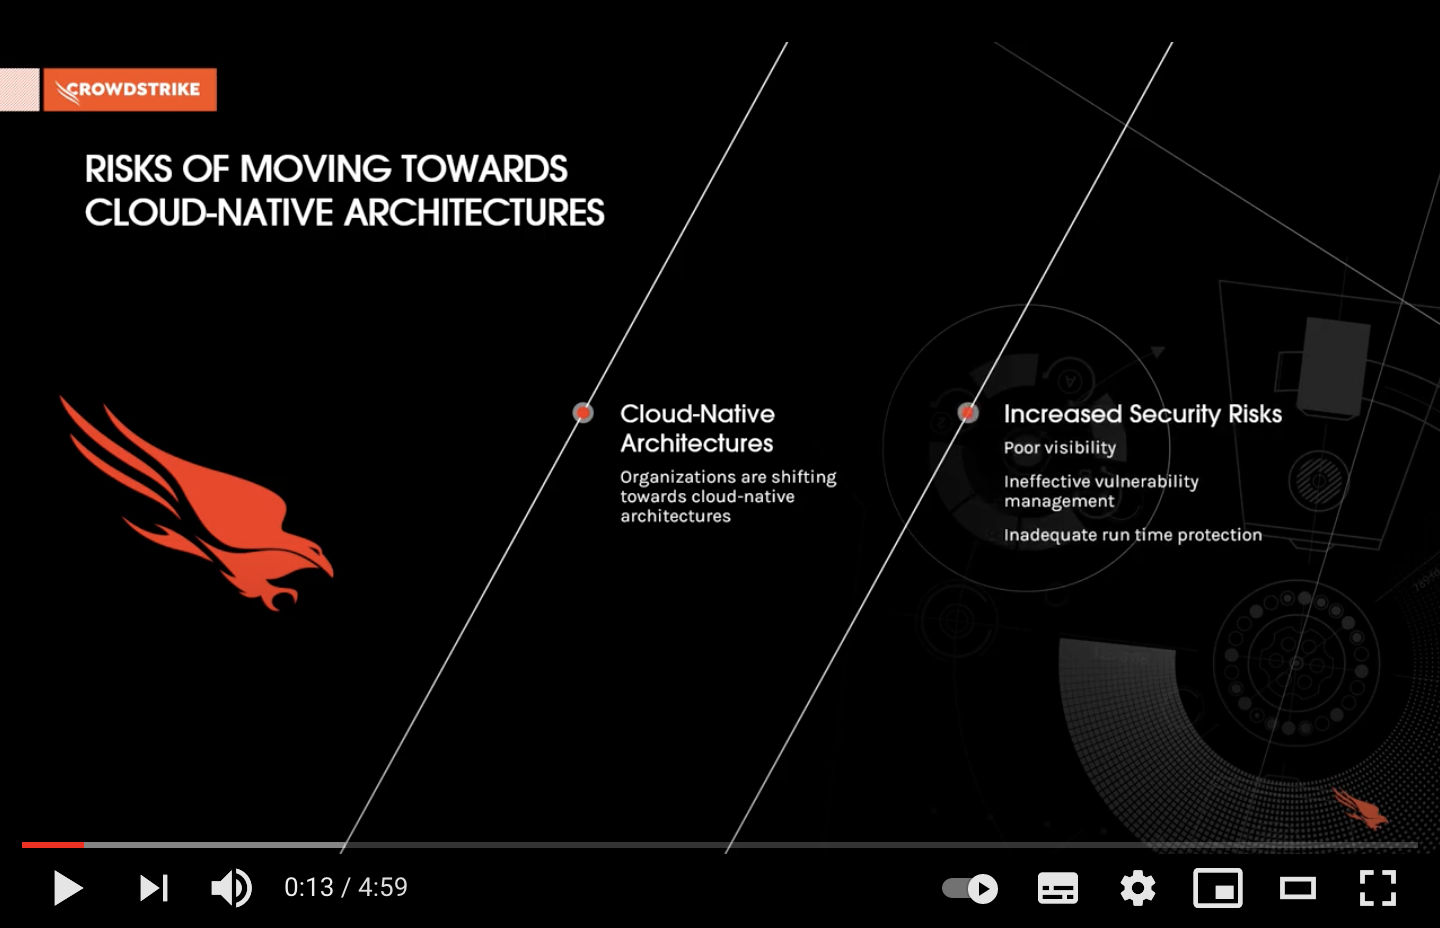 CROWDSTRIKE
RISKS OF MOVING TOWARDS
CLOUD-NATIVE ARCHITECTURES
Cloud-Native
Architectures
Organizations are shifting
towards cloud-native
architectures
Increased Security Risks
Poor visibility
Ineffective vulnerability
management
Inadequate run time protection
0:13 / 4:59